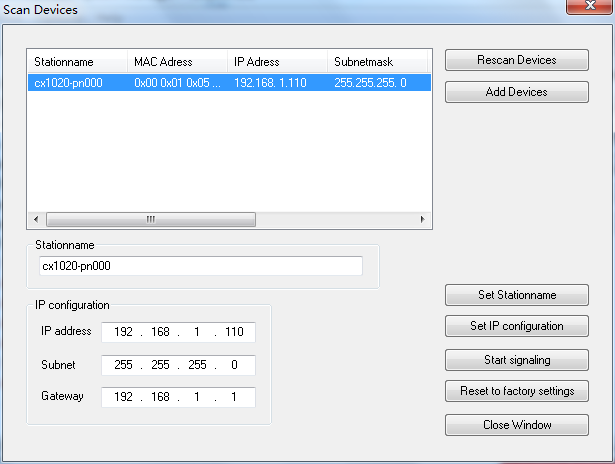 Scan Devices
Stationname MAC Adress IP Adress Subnetmask
cx1020-pn000 0x00 0x01 0x05 ... 192.168. 1.110 255.255.255. 0
Rescan Devices
Add Devices
Stationname
cx1020-pn000
IP configuration
IP address 192 . 168 . 1 . 110
Subnet 255 . 255 . 255 . 0
Gateway 192 . 168 . 1 . 1
Set Stationname
Set IP configuration
Start signaling
Reset to factory settings
Close Window